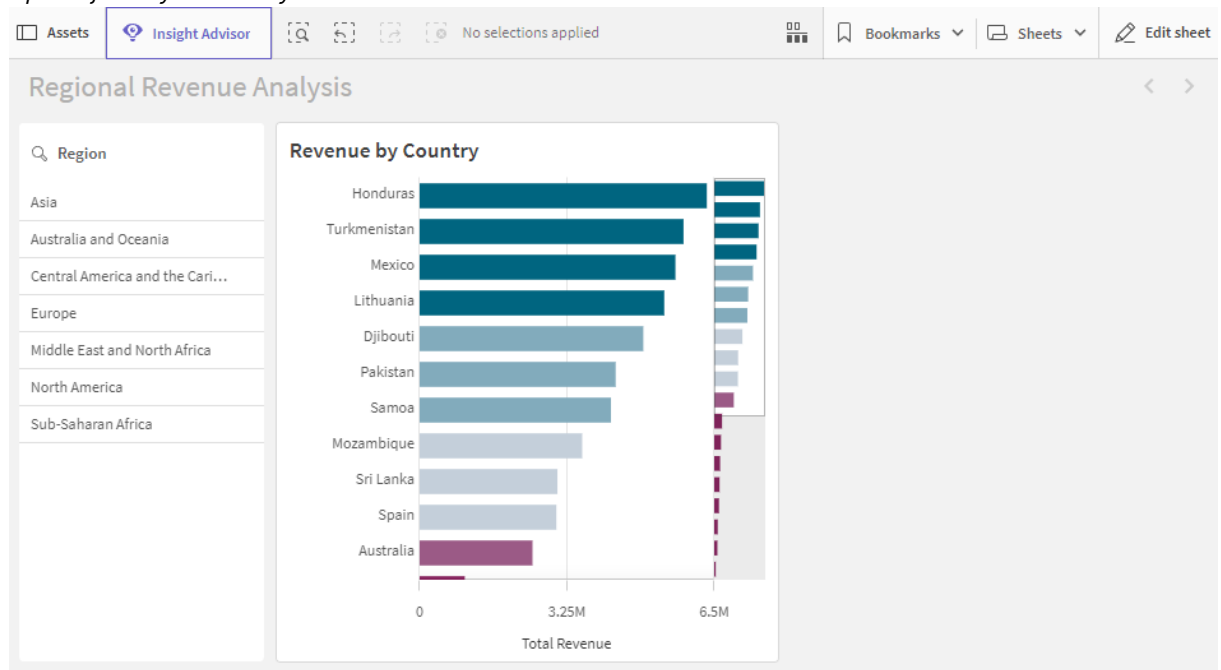 Assets Insight Advisor No selections applied Bookmarks Sheets Edit sheet
Regional Revenue Analysis
Region
Asia
Australia and Oceania
Central America and the Cari...
Europe
Middle East and North Africa
North America
Sub-Saharan Africa
Revenue by Country
Honduras
Turkmenistan
Mexico
Lithuania
Djibouti
Pakistan
Samoa
Mozambique
Sri Lanka
Spain
Australia
0 3.25M 6.5M
Total Revenue